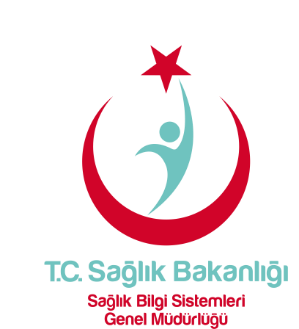 T.C. Sağlık Bakanlığı
Sağlık Bilgi Sistemleri
Genel Müdürlüğü